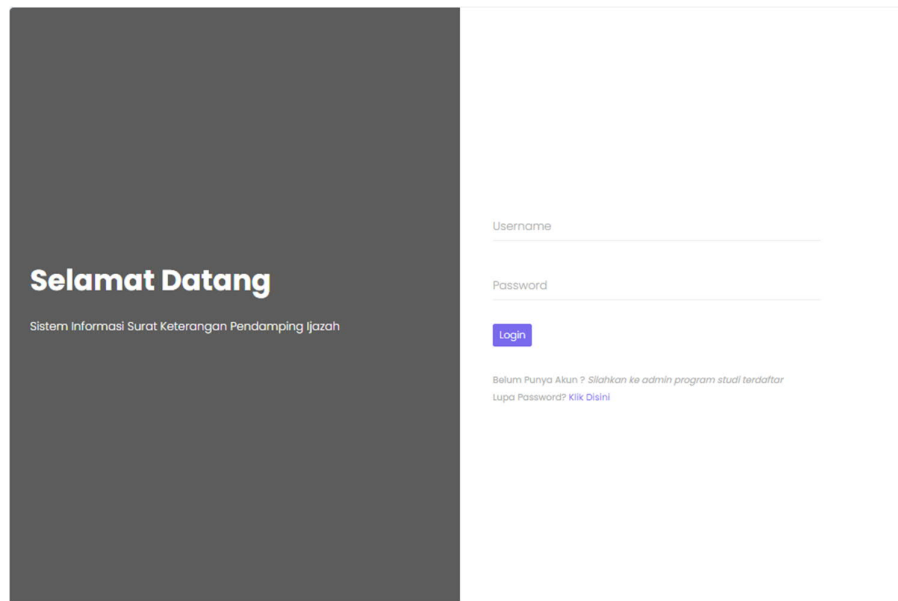 Selamat Datang
Sistem Informasi Surat Keterangan Pendamping Ijazah
Username
Password
Login
Belum Punya Akun ? Silahkan ke admin program studi terdaftar
Lupa Password? Klik Disini